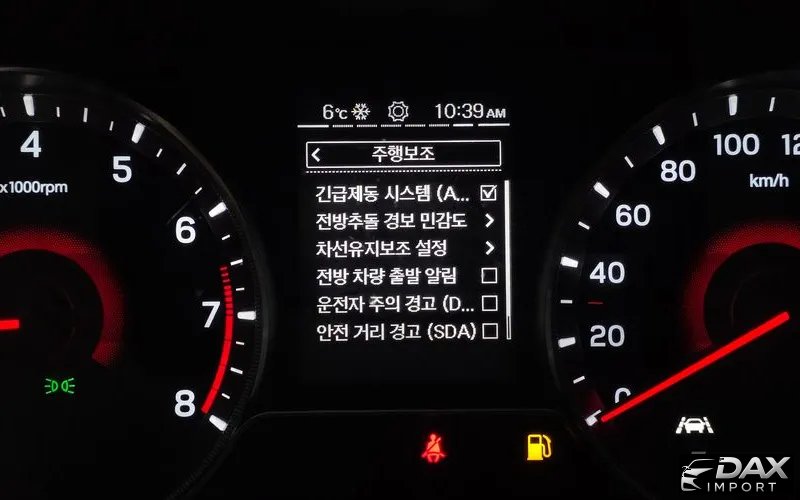 6°C 10:39 AM
주행보조
긴급제동 시스템 (A...
전방추돌 경보 민감도
차선유지보조 설정
전방 차량 출발 알림
운전자 주의 경고 (D...
안전 거리 경고 (SDA)
4
5
6
7
8
x1000rpm
0
20
40
60
80
100
km/h
DAX
IMPORT